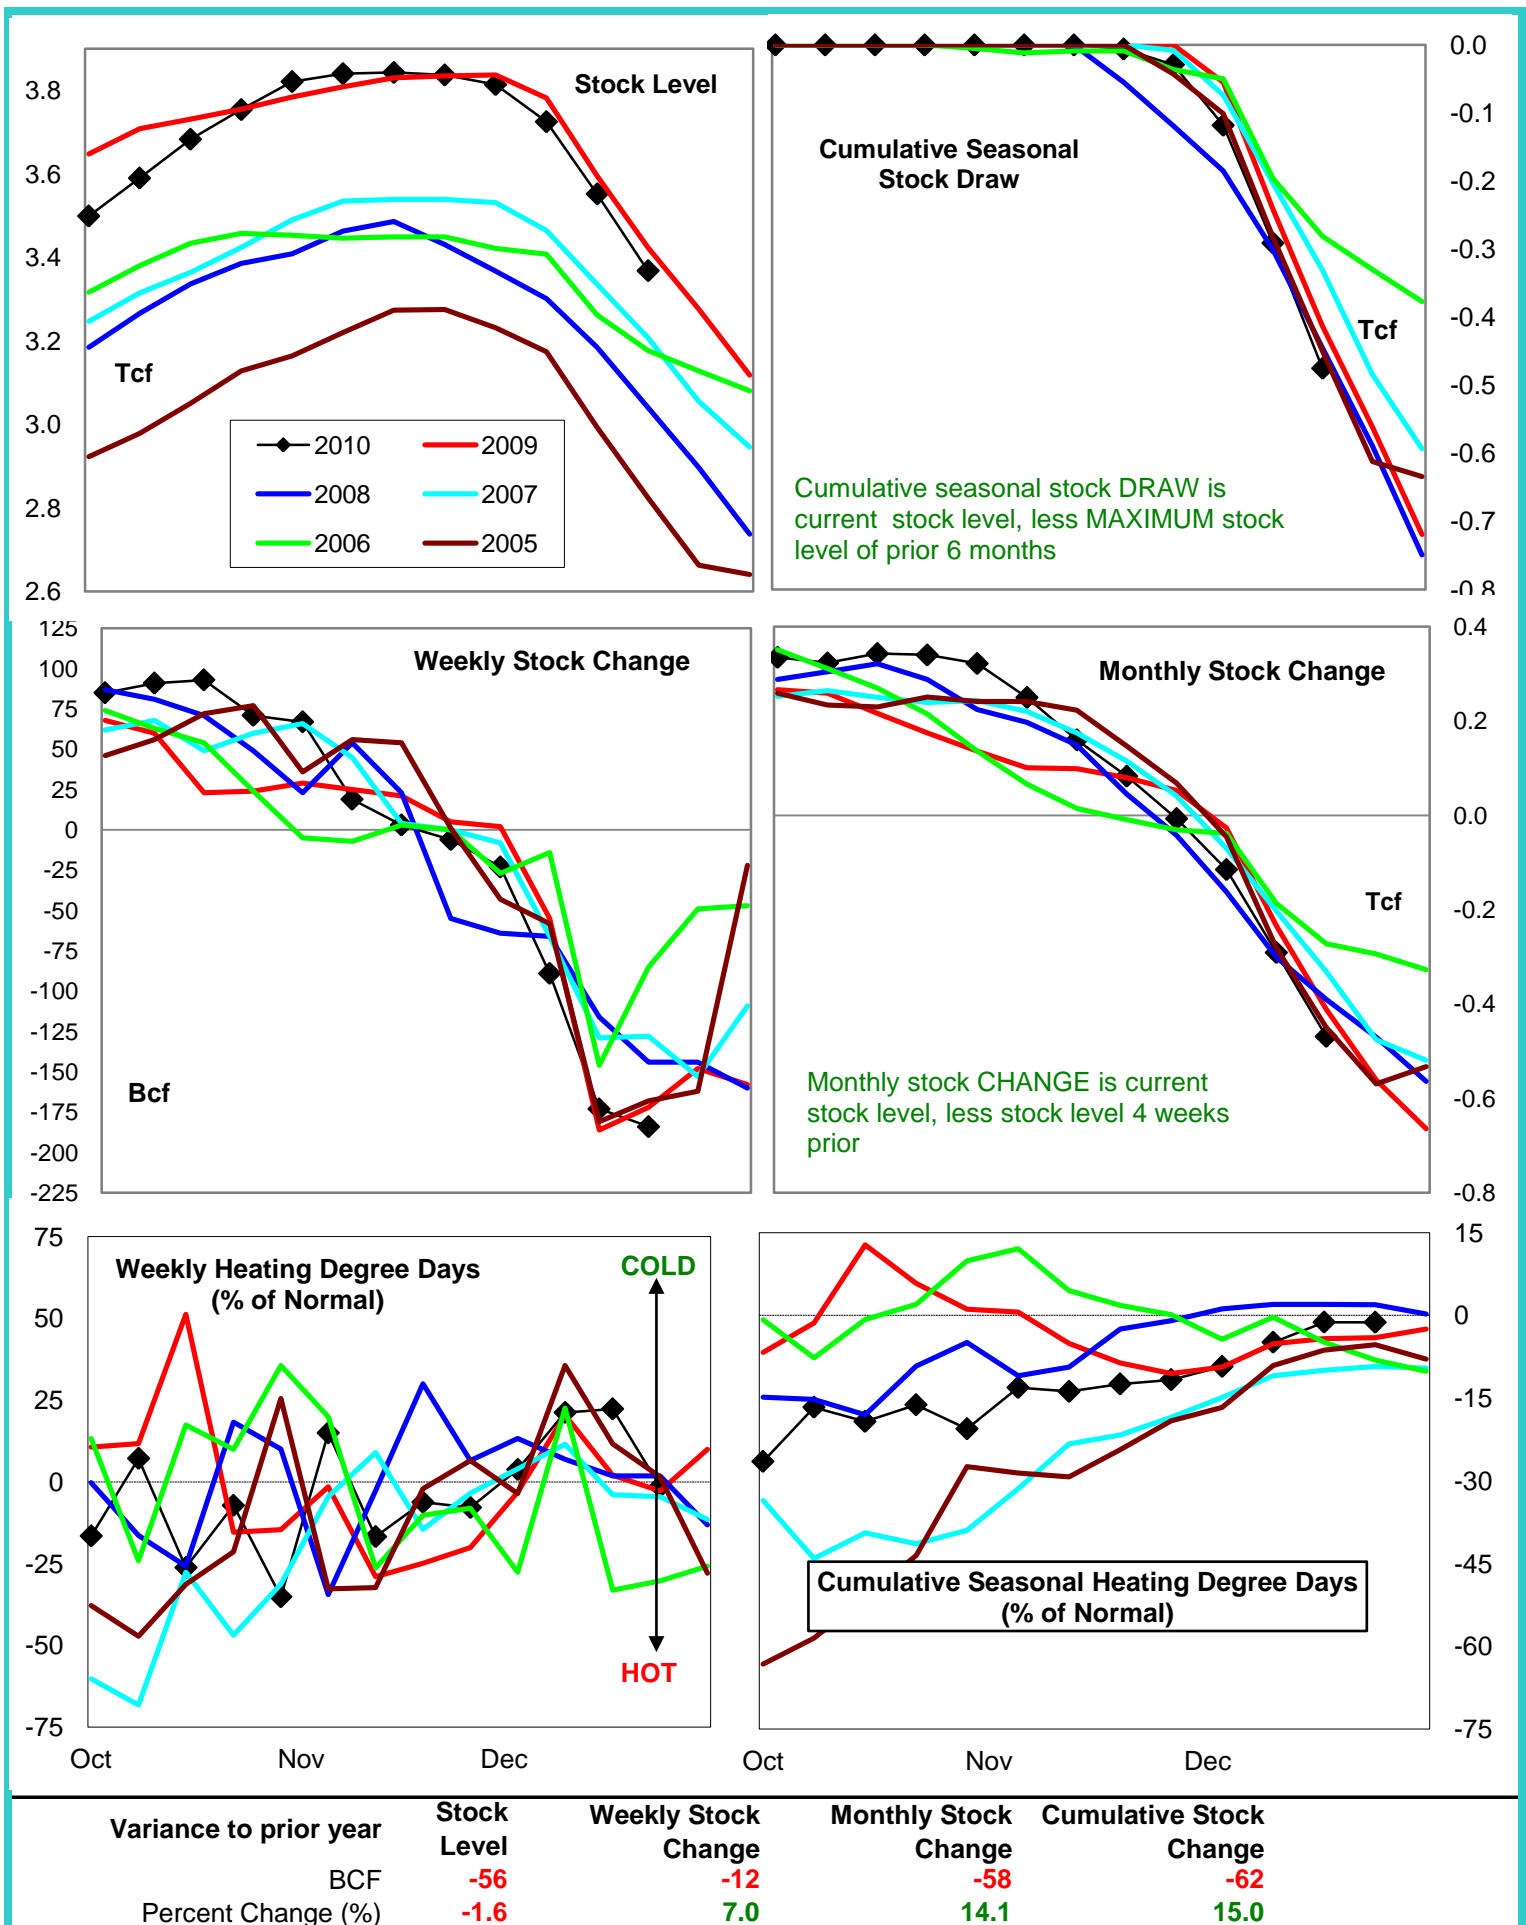 Stock Level
3.8
3.6
3.4
3.2
3.0
2.8
2.6
Tcf
2010
2009
2008
2007
2006
2005
Cumulative Seasonal
Stock Draw
0.0
-0.1
-0.2
-0.3
-0.4
-0.5
-0.6
-0.7
-0.8
Tcf
Cumulative seasonal stock DRAW is
current stock level, less MAXIMUM stock
level of prior 6 months
Weekly Stock Change
125
100
75
50
25
0
-25
-50
-75
-100
-125
-150
-175
-200
-225
Bcf
Monthly Stock Change
0.4
0.2
0.0
-0.2
-0.4
-0.6
-0.8
Tcf
Monthly stock CHANGE is current
stock level, less stock level 4 weeks
prior
Weekly Heating Degree Days
(% of Normal)
75
50
25
0
-25
-50
-75
COLD
HOT
Oct
Nov
Dec
15
0
-15
-30
-45
-60
-75
Cumulative Seasonal Heating Degree Days
(% of Normal)
Oct
Nov
Dec
Variance to prior year
Stock
Level
Weekly Stock
Change
Monthly Stock
Change
Cumulative Stock
Change
BCF -56 -12 -58 -62
Percent Change (%) -1.6 7.0 14.1 15.0